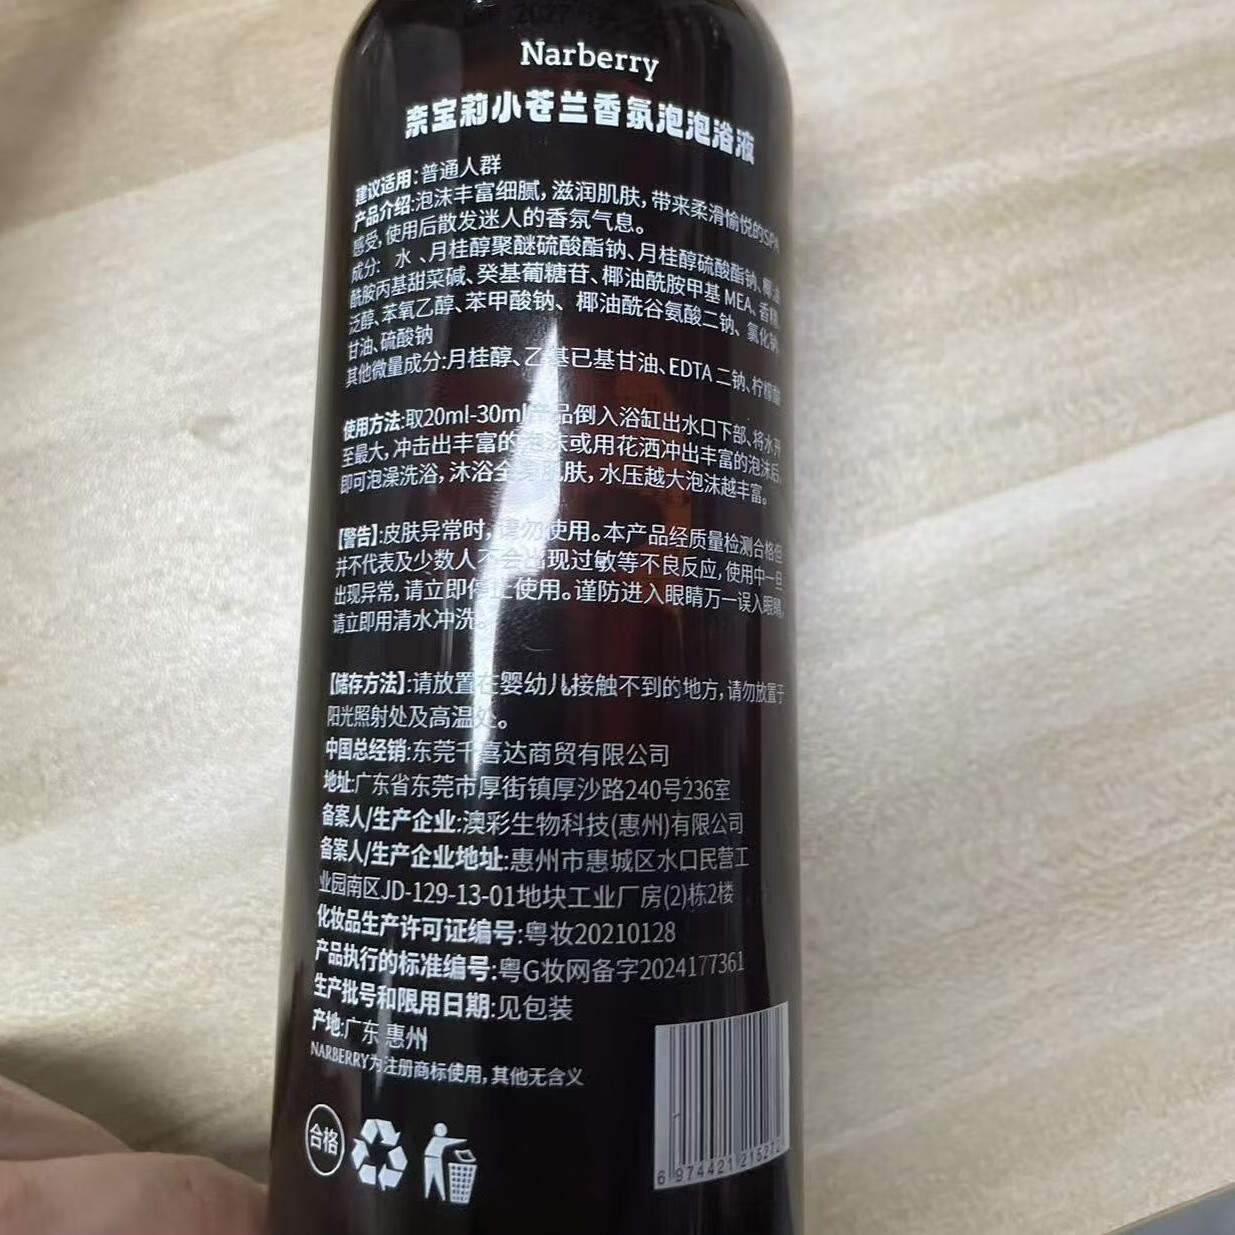 2027
Narberry
奈宝莉小苍兰香氛泡泡浴液
建议适用:普通人群
产品介绍:泡沫丰富细腻,滋润肌肤,带来柔滑愉悦的SPA
感受,使用后散发迷人的香氛气息。
成分: 水、月桂醇聚醚硫酸酯钠、月桂醇硫酸酯钠、椰油
酰胺丙基甜菜碱、癸基葡糖苷、椰油酰胺甲基 MEA、香精、
泛醇、苯氧乙醇、苯甲酸钠、椰油酰谷氨酸二钠、氯化钠、
甘油、硫酸钠
其他微量成分:月桂醇、乙基已基甘油、EDTA 二钠、柠檬酸
使用方法:取20ml-30ml产品倒入浴缸出水口下部、将水开
至最大,冲击出丰富的泡沫或用花洒冲出丰富的泡沫后,
即可泡澡洗浴,沐浴全身肌肤,水压越大泡沫越丰富。
【警告】:皮肤异常时,请勿使用。本产品经质量检测合格但
并不代表及少数人不会出现过敏等不良反应,使用中一旦
出现异常,请立即停止使用。谨防进入眼睛万一误入眼睛,
请立即用清水冲洗。
【储存方法】:请放置在婴幼儿接触不到的地方,请勿放置于
阳光照射处及高温处。
中国总经销:东莞千喜达商贸有限公司
地址:广东省东莞市厚街镇厚沙路240号236室
备案人/生产企业:澳彩生物科技(惠州)有限公司
备案人/生产企业地址:惠州市惠城区水口民营工
业园南区JD-129-13-01地块工业厂房(2)栋2楼
化妆品生产许可证编号:粤妆20210128
产品执行的标准编号:粤G妆网备字2024177361
生产批号和限用日期:见包装
产地:广东 惠州
NARBERRY为注册商标使用,其他无含义
合格
6 974421 215272